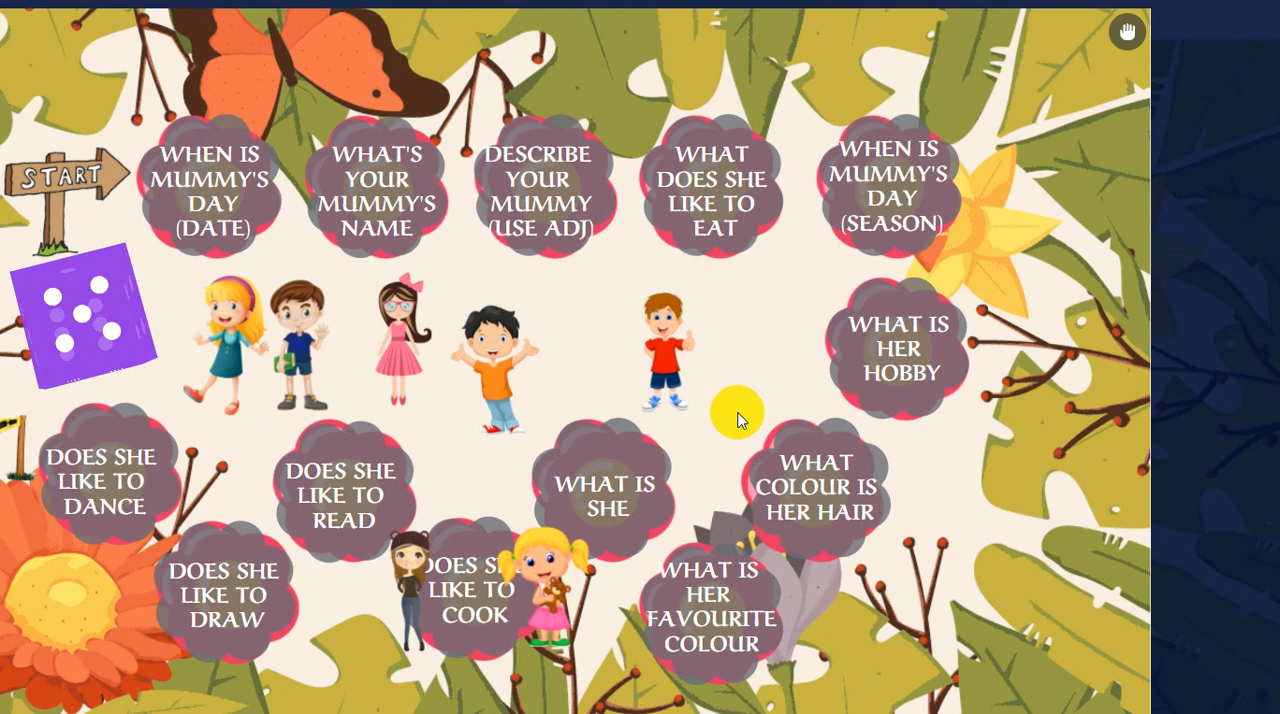 START
WHEN IS
MUMMY'S
DAY
(DATE)
WHAT'S
YOUR
MUMMY'S
NAME
DESCRIBE
YOUR
MUMMY
(USE ADJ)
WHAT
DOES SHE
LIKE TO
EAT
WHEN IS
MUMMY'S
DAY
(SEASON)
WHAT IS
HER
HOBBY
WHAT
COLOUR IS
HER HAIR
WHAT IS
HER
FAVOURITE
COLOUR
WHAT IS
SHE
DOES SHE
LIKE TO
COOK
DOES SHE
LIKE TO
READ
DOES SHE
LIKE TO
DRAW
DOES SHE
LIKE TO
DANCE